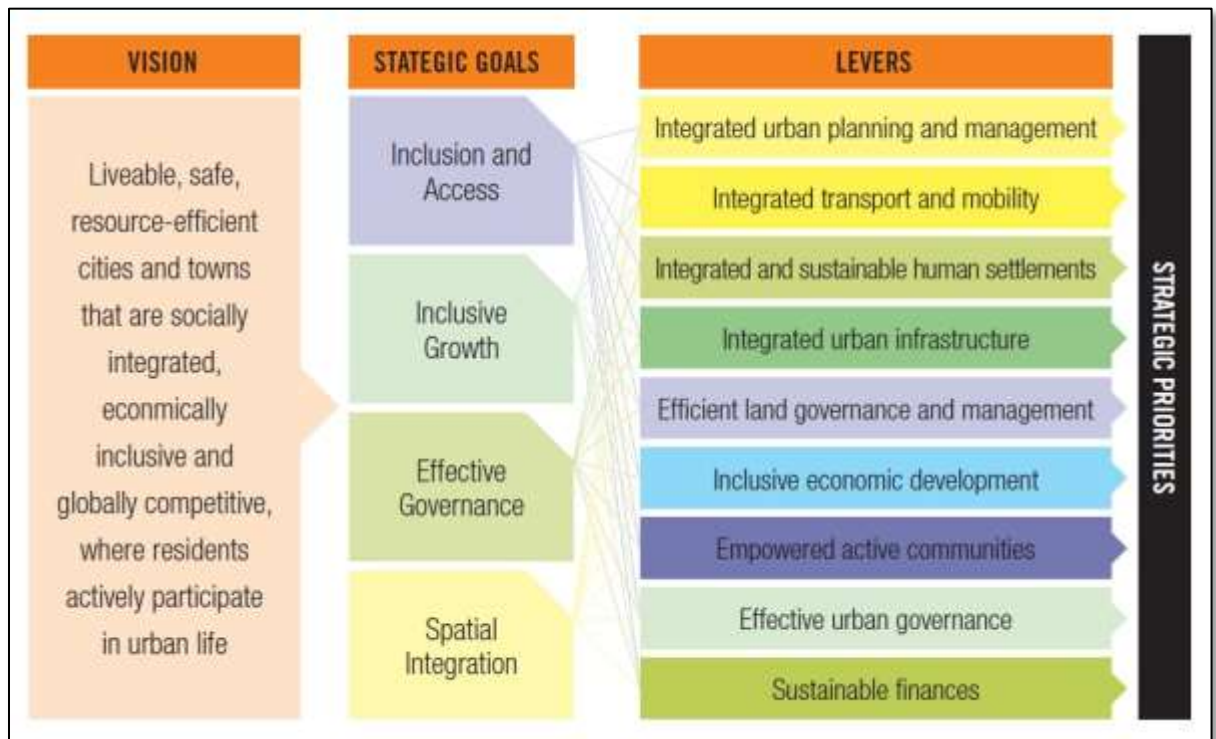 VISION
Liveable, safe,
resource-efficient
cities and towns
that are socially
integrated,
econmically
inclusive and
globally competitive,
where residents
actively participate
in urban life
STATEGIC GOALS
Inclusion and
Access
Inclusive
Growth
Effective
Governance
Spatial
Integration
LEVERS
Integrated urban planning and management
Integrated transport and mobility
Integrated and sustainable human settlements
Integrated urban infrastructure
Efficient land governance and management
Inclusive economic development
Empowered active communities
Effective urban governance
Sustainable finances
STRATEGIC PRIORITIES